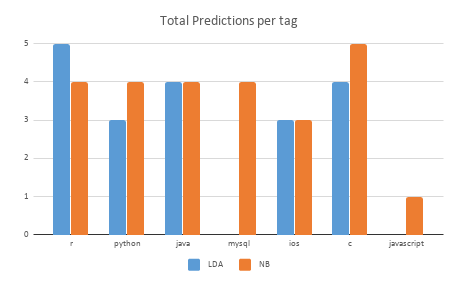 Total Predictions per tag
5
4
3
2
1
0
r python java mysql ios c javascript
LDA NB